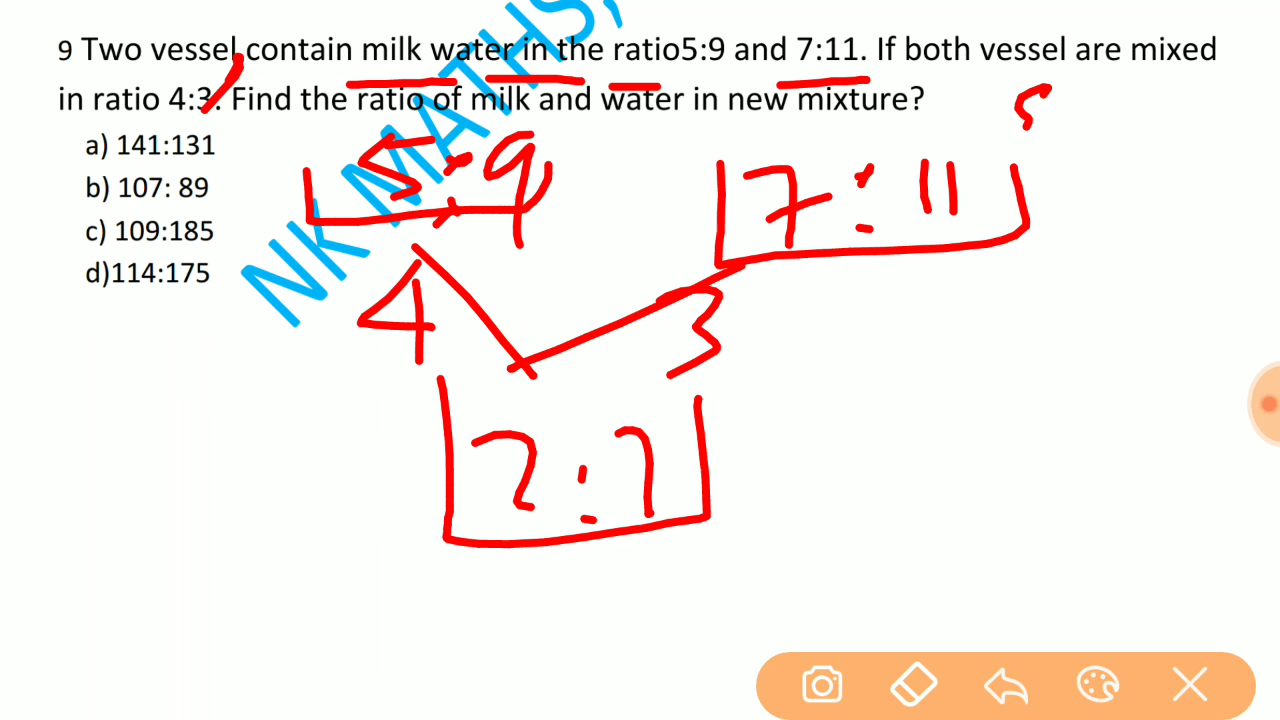 9 Two vessel contain milk water in the ratio5:9 and 7:11. If both vessel are mixed
in ratio 4:3. Find the ratio of milk and water in new mixture?
a) 141:131
b) 107: 89
c) 109:185
d)114:175
NK MATHS,
5:9
7:11
4
3
?:?